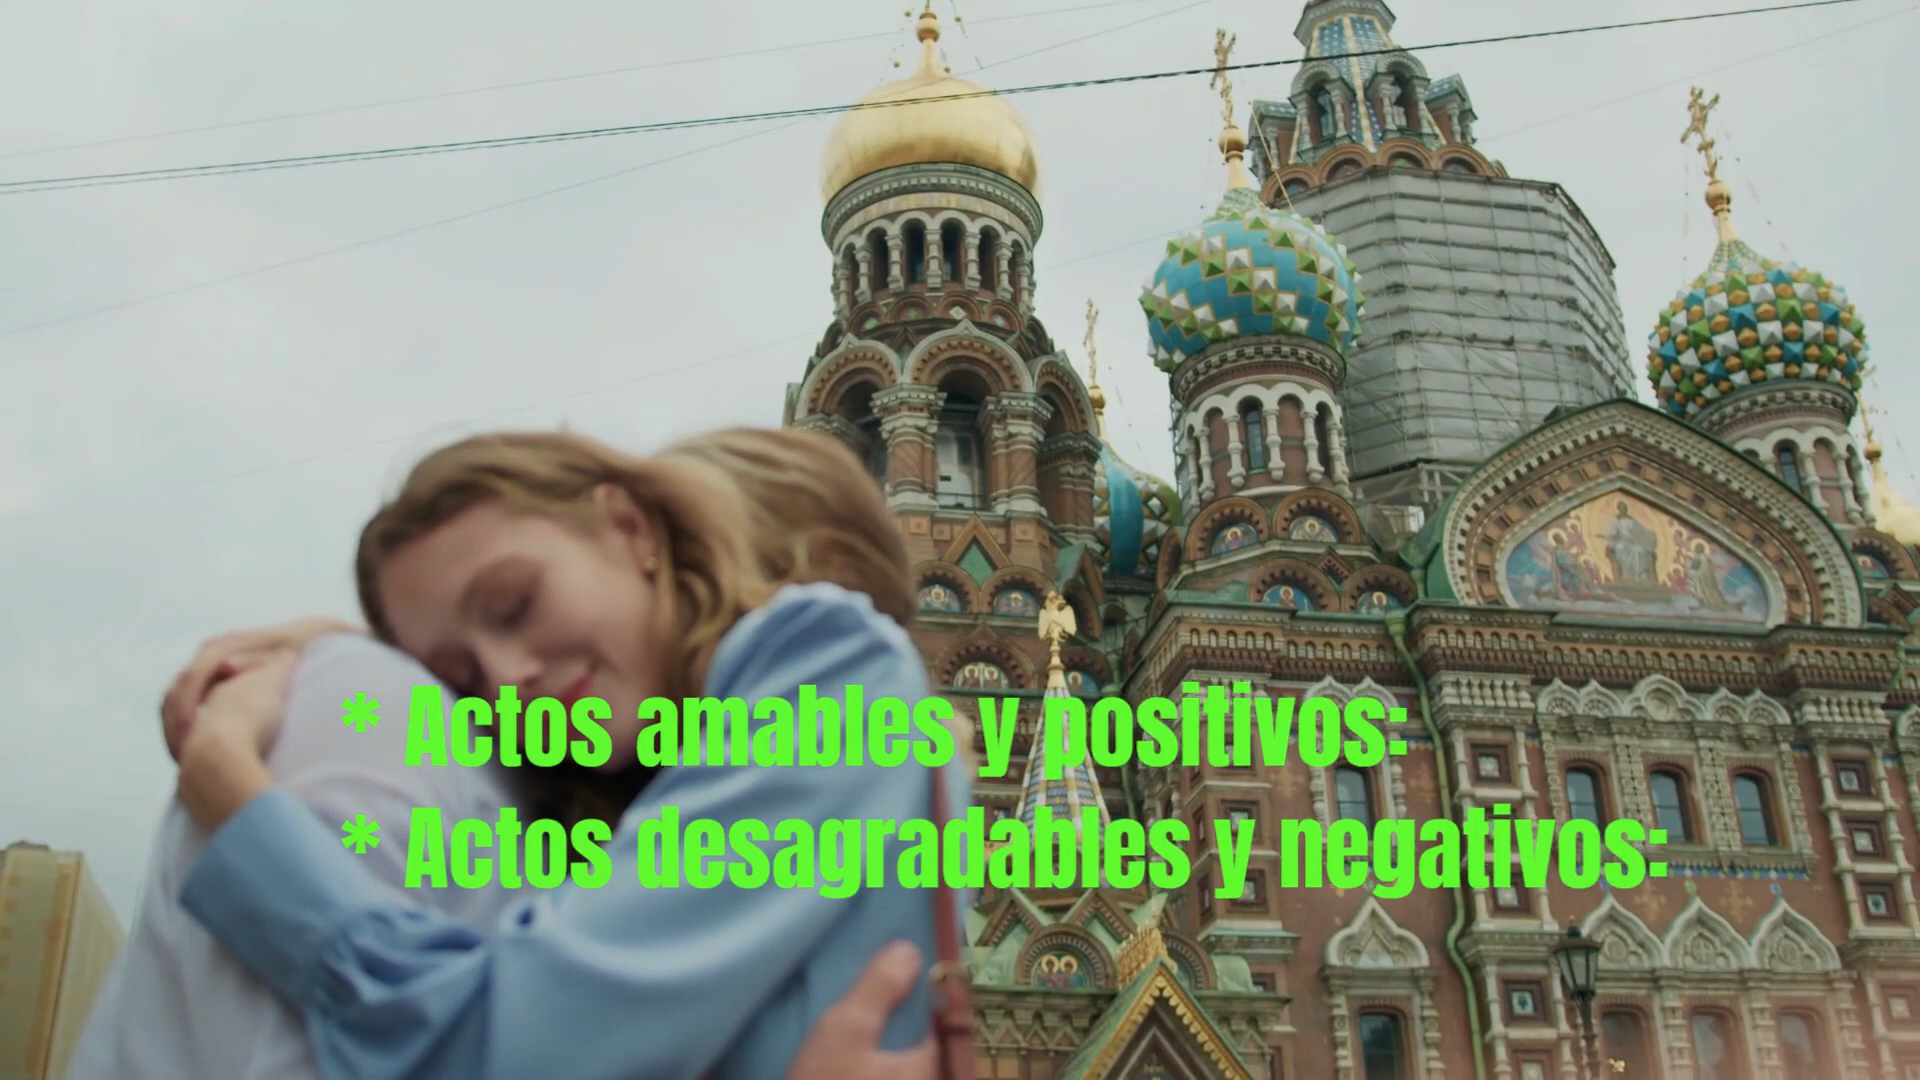 * Actos amables y positivos:
* Actos desagradables y negativos: